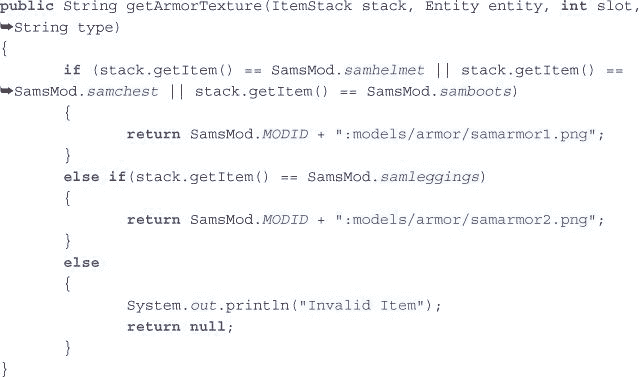 public String getArmorTexture(ItemStack stack, Entity entity, int slot,
➥String type)
{
if (stack.getItem() == SamsMod.samhelmet || stack.getItem() ==
➥SamsMod.samchest || stack.getItem() == SamsMod.samboots)
{
return SamsMod.MODID + ":models/armor/samarmor1.png";
}
else if(stack.getItem() == SamsMod.samleggings)
{
return SamsMod.MODID + ":models/armor/samarmor2.png";
}
else
{
System.out.println("Invalid Item");
return null;
}
}